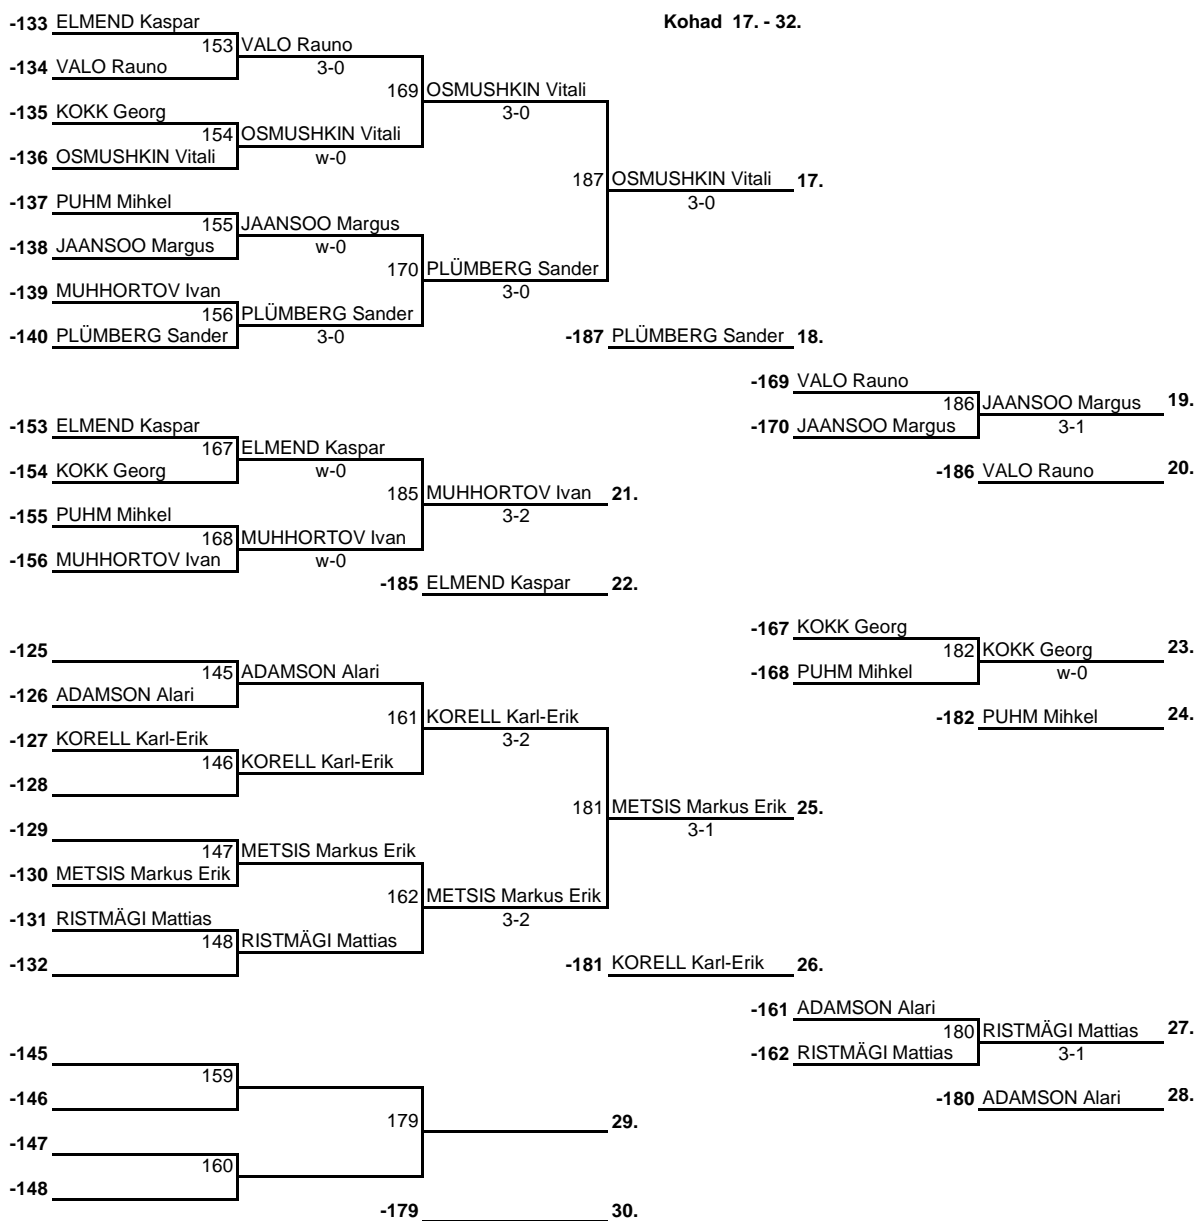 -133 ELMEND Kaspar
Kohad 17. - 32.
153 VALO Rauno
-134 VALO Rauno
3-0
169 OSMUSHKIN Vitali
-135 KOKK Georg
3-0
154 OSMUSHKIN Vitali
-136 OSMUSHKIN Vitali
w-0
187 OSMUSHKIN Vitali 17.
-137 PUHM Mihkel
3-0
155 JAANSOO Margus
-138 JAANSOO Margus
w-0
170 PLÜMBERG Sander
-139 MUHHORTOV Ivan
3-0
156 PLÜMBERG Sander
-140 PLÜMBERG Sander
3-0
-187 PLÜMBERG Sander 18.
-169 VALO Rauno
186 JAANSOO Margus 19.
-153 ELMEND Kaspar
-170 JAANSOO Margus
3-1
167 ELMEND Kaspar
-154 KOKK Georg
w-0
-186 VALO Rauno 20.
185 MUHHORTOV Ivan 21.
-155 PUHM Mihkel
3-2
168 MUHHORTOV Ivan
-156 MUHHORTOV Ivan
w-0
-185 ELMEND Kaspar 22.
-167 KOKK Georg
-125
182 KOKK Georg 23.
145 ADAMSON Alari
-168 PUHM Mihkel
w-0
-126 ADAMSON Alari
161 KORELL Karl-Erik
-182 PUHM Mihkel 24.
-127 KORELL Karl-Erik
3-2
146 KORELL Karl-Erik
-128
181 METSIS Markus Erik 25.
-129
3-1
147 METSIS Markus Erik
-130 METSIS Markus Erik
162 METSIS Markus Erik
-131 RISTMÄGI Mattias
3-2
148 RISTMÄGI Mattias
-132
-181 KORELL Karl-Erik 26.
-161 ADAMSON Alari
180 RISTMÄGI Mattias 27.
-145
-162 RISTMÄGI Mattias
3-1
159
-146
-180 ADAMSON Alari 28.
179 29.
-147
160
-148
-179 30.